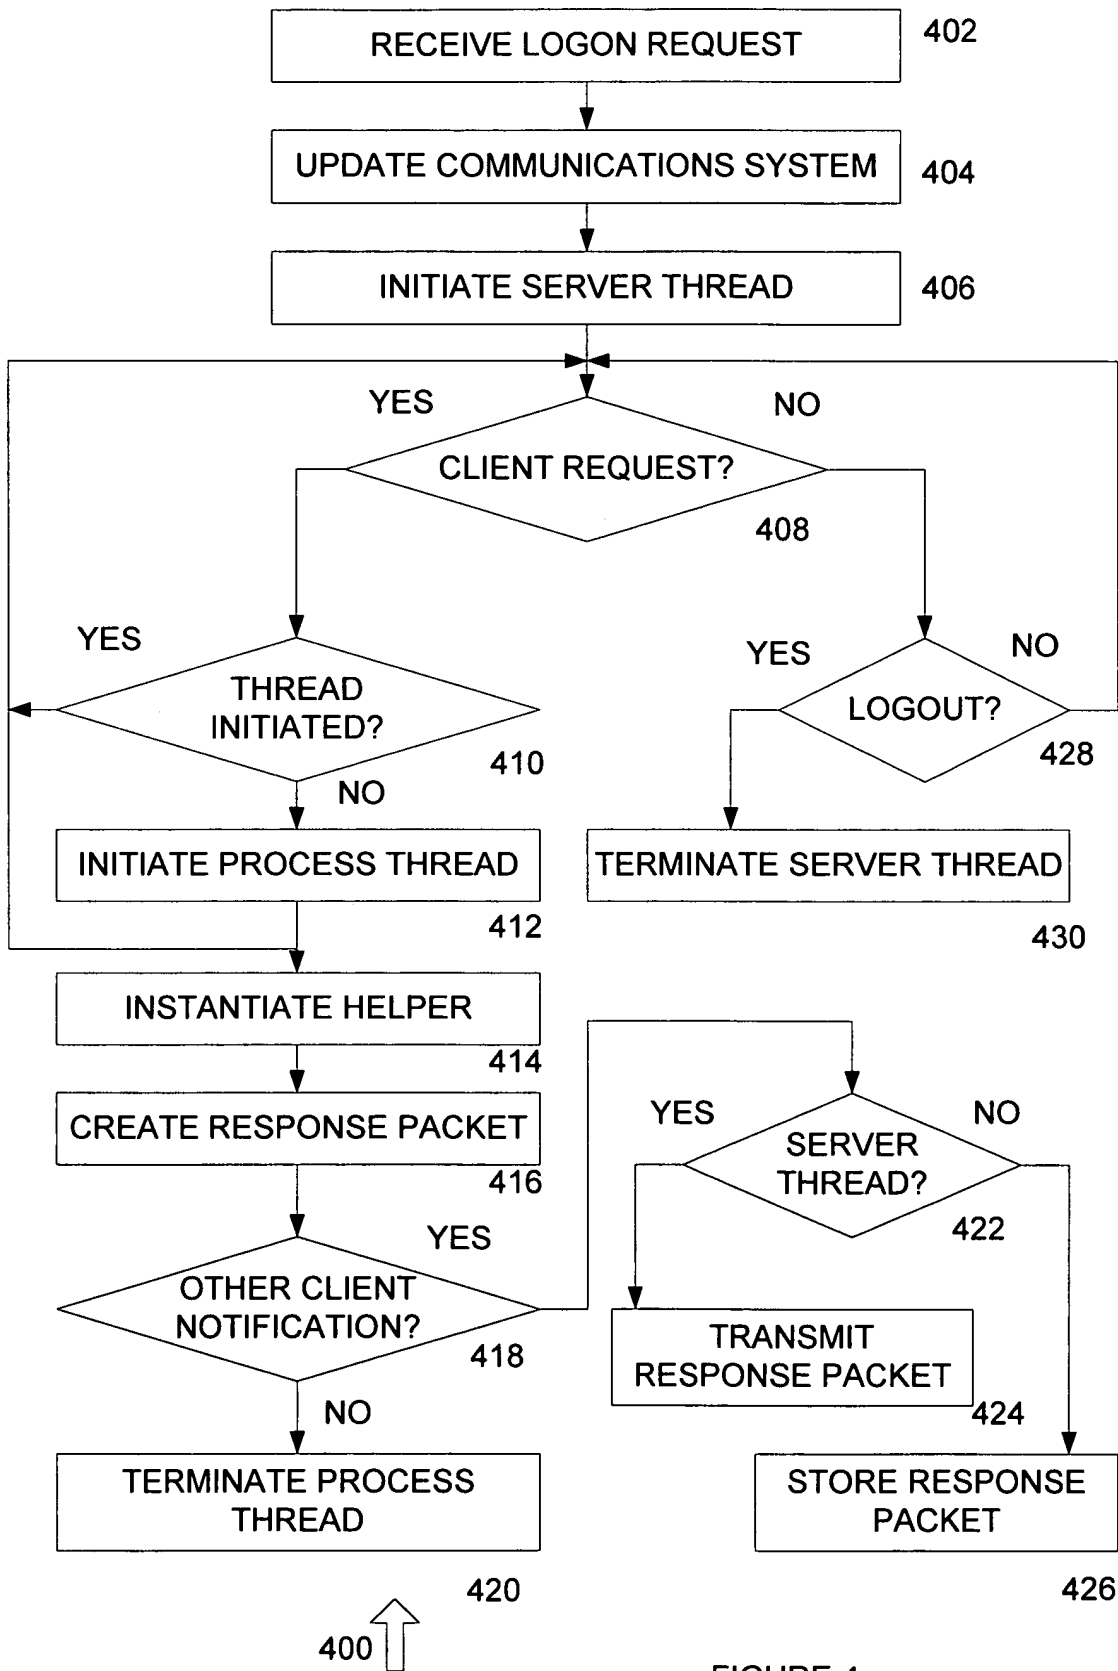 RECEIVE LOGON REQUEST
402
UPDATE COMMUNICATIONS SYSTEM
404
INITIATE SERVER THREAD
406
YES
NO
CLIENT REQUEST?
408
YES
THREAD
INITIATED?
410
NO
YES
NO
LOGOUT?
428
INITIATE PROCESS THREAD
412
TERMINATE SERVER THREAD
430
INSTANTIATE HELPER
414
CREATE RESPONSE PACKET
416
YES
OTHER CLIENT
NOTIFICATION?
418
NO
YES
NO
SERVER
THREAD?
422
TRANSMIT
RESPONSE PACKET
424
TERMINATE PROCESS
THREAD
420
STORE RESPONSE
PACKET
426
400